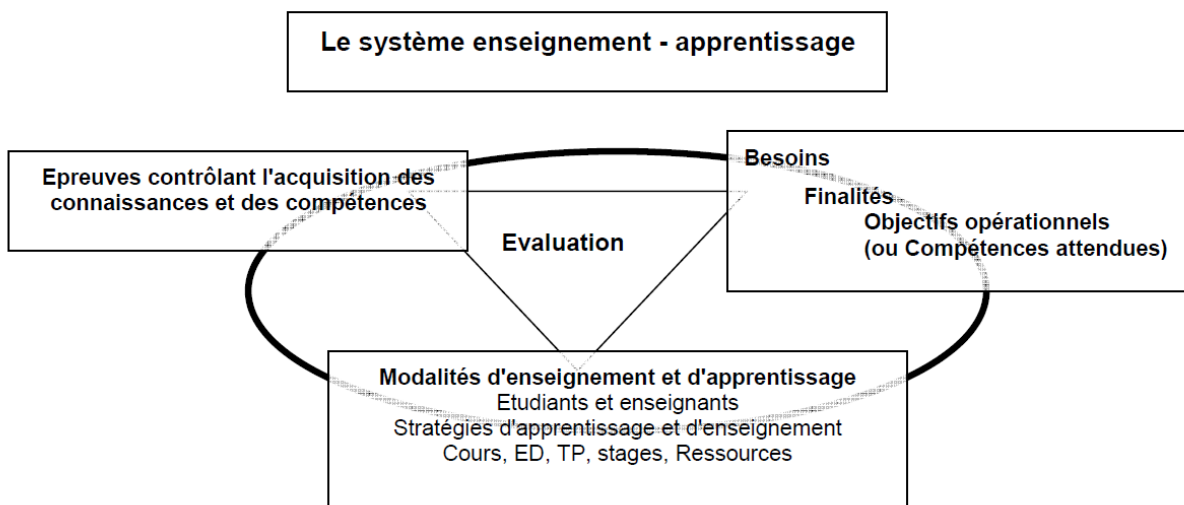 Le système enseignement - apprentissage
Epreuves contrôlant l'acquisition des
connaissances et des compétences
Besoins
Finalités
Objectifs opérationnels
(ou Compétences attendues)
Evaluation
Modalités d'enseignement et d'apprentissage
Etudiants et enseignants
Stratégies d'apprentissage et d'enseignement
Cours, ED, TP, stages, Ressources